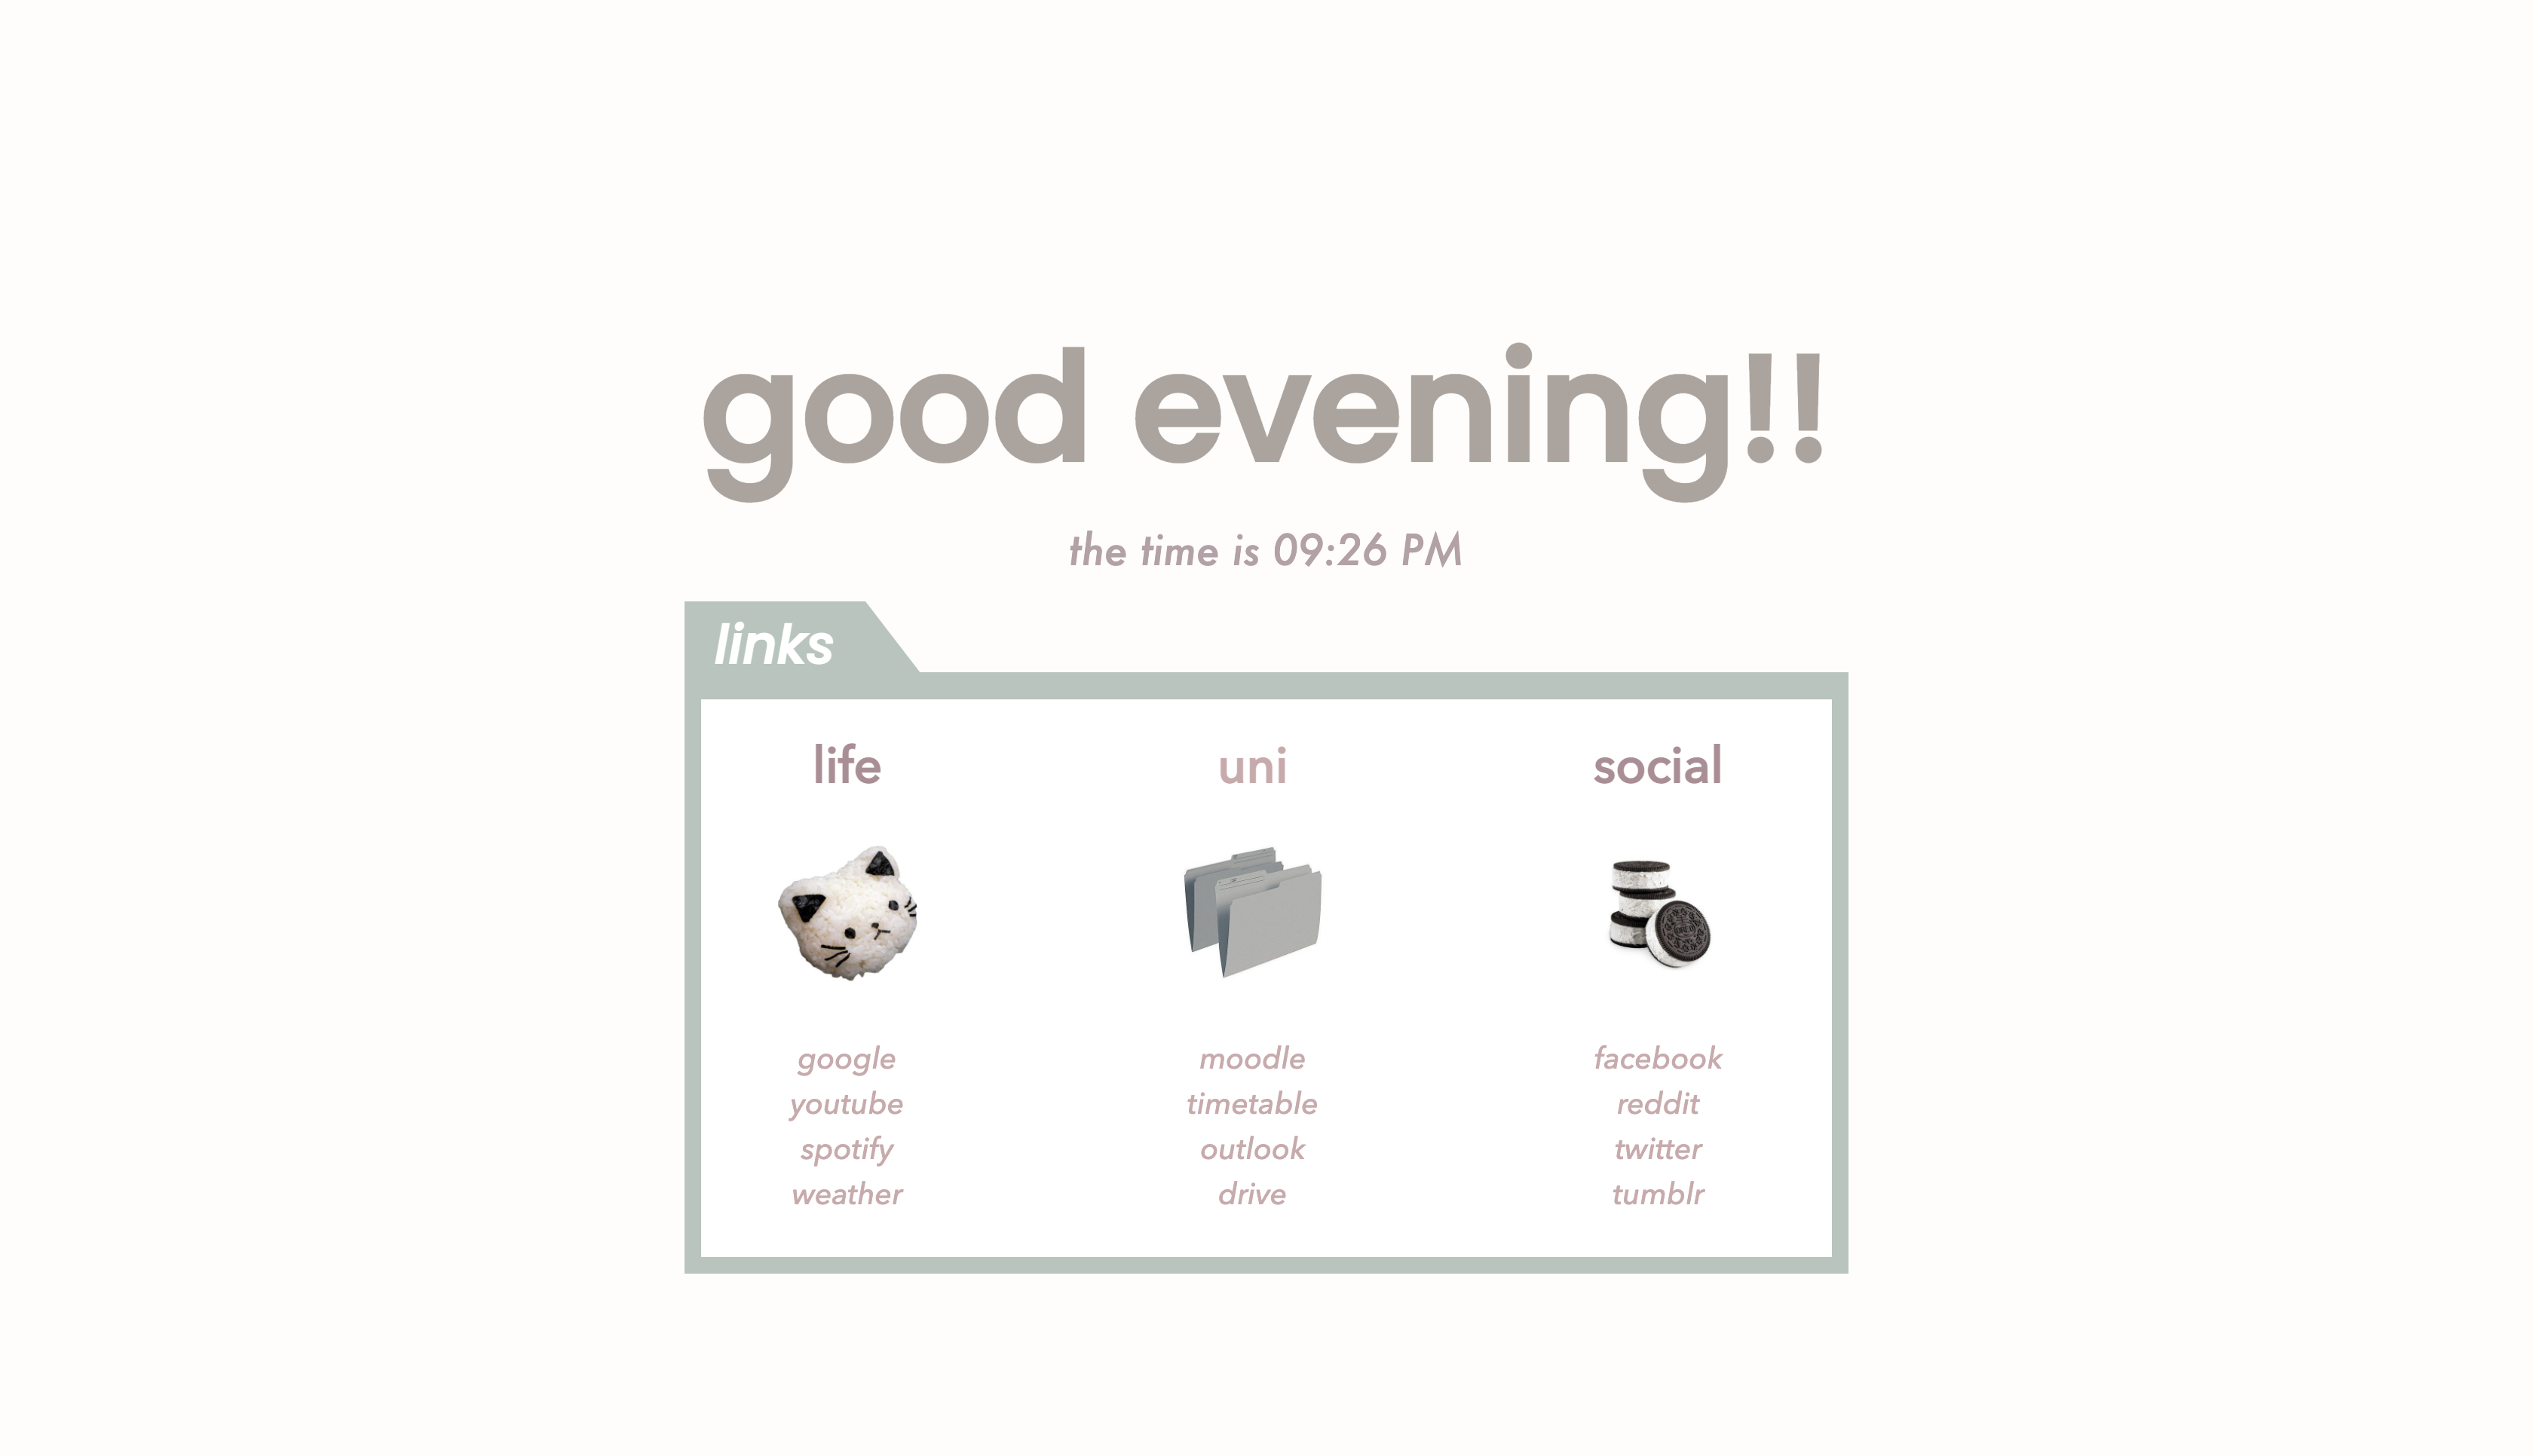 good evening!!
the time is 09:26 PM
links
life
google
youtube
spotify
weather
uni
moodle
timetable
outlook
drive
social
OREO
facebook
reddit
twitter
tumblr